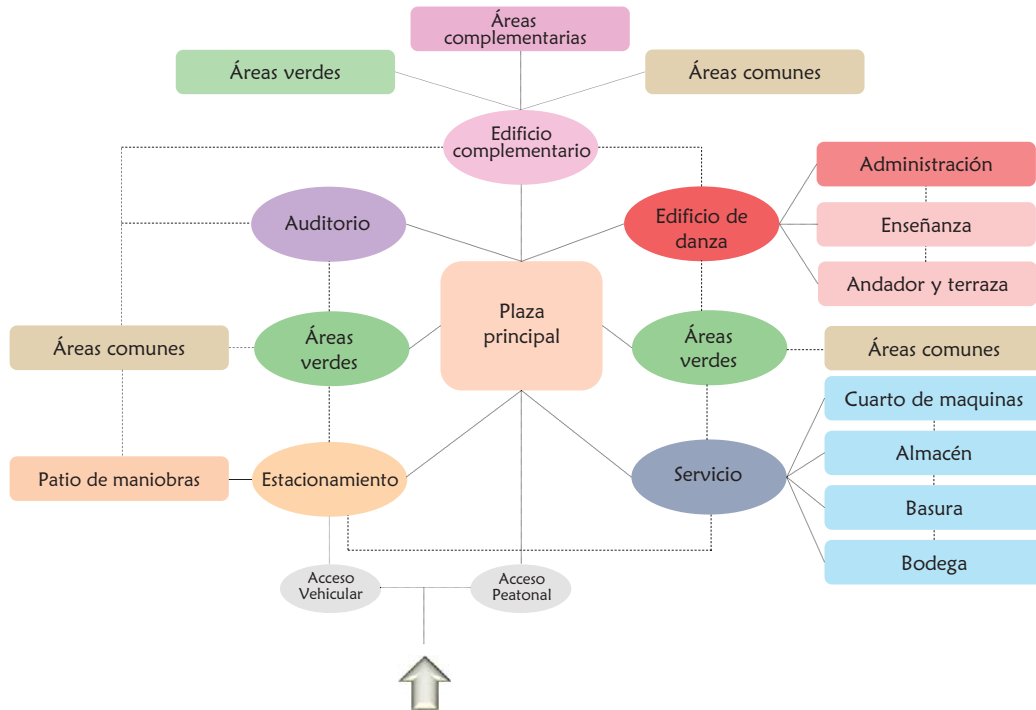 Áreas
complementarias
Áreas verdes
Áreas comunes
Edificio
complementario
Administración
Auditorio
Edificio de
danza
Enseñanza
Andador y terraza
Plaza
principal
Áreas comunes
Áreas
verdes
Áreas
verdes
Áreas comunes
Cuarto de maquinas
Almacén
Patio de maniobras
Estacionamiento
Servicio
Basura
Bodega
Acceso
Vehicular
Acceso
Peatonal